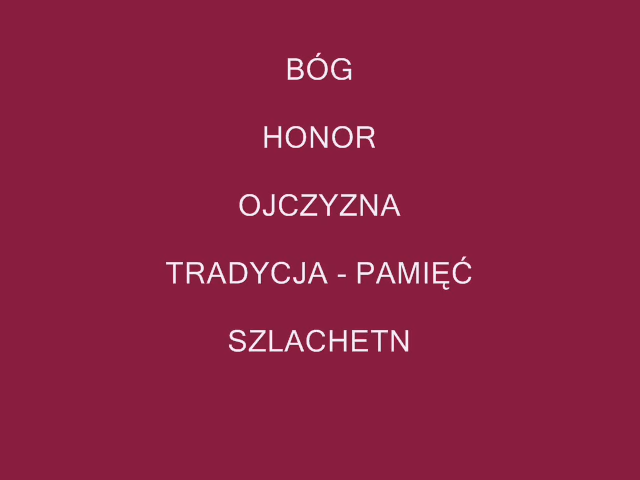 BÓG
HONOR
OJCZYZNA
TRADYCJA - PAMIĘĆ
SZLACHETN